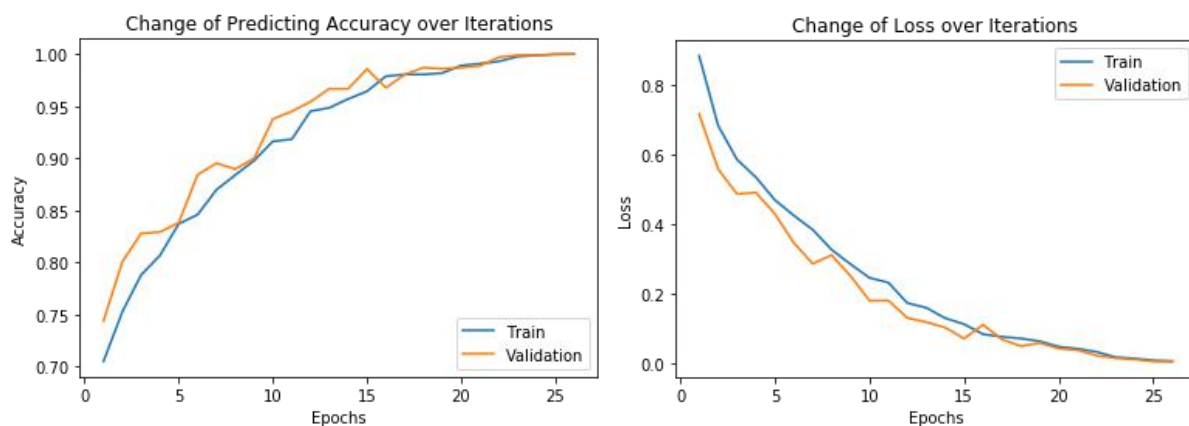 Change of Predicting Accuracy over Iterations
1.00
0.95
0.90
0.85
0.80
0.75
0.70
Accuracy
Train
Validation
0 5 10 15 20 25
Epochs
Change of Loss over Iterations
0.8
0.6
0.4
0.2
0.0
Loss
Train
Validation
0 5 10 15 20 25
Epochs